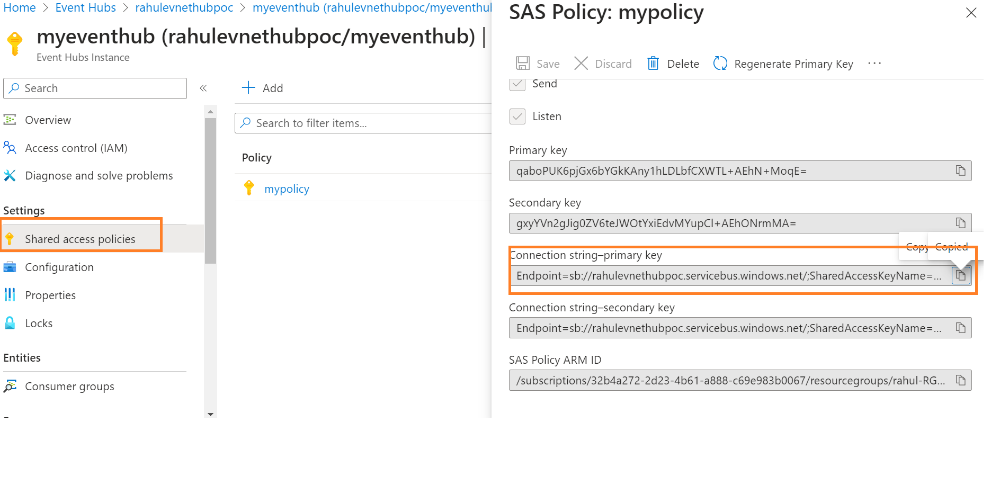 Home > Event Hubs > rahulevnethubpoc > myeventhub (rahulevnethubpoc/myeventhul
myeventhub (rahulevnethubpoc/myeventhub) |
Event Hubs Instance
Search
«
Overview
Access control (IAM)
Diagnose and solve problems
Settings
Shared access policies
Configuration
Properties
Locks
Entities
Consumer groups
Add
Search to filter items...
Policy
mypolicy
SAS Policy: mypolicy
Save Discard Delete Regenerate Primary Key ···
Send
Listen
Primary key
qaboPUK6pjGx6bYGkKAny1hLDLbfCXWTL+AEhN+MoqE=
Secondary key
gxyYVn2gJig0ZV6teJWOtYxiEdvMYupCl+AEhONrmMA=
Copy Copied
Connection string–primary key
Endpoint=sb://rahulevnethubpoc.servicebus.windows.net/;SharedAccessKeyName=...
Connection string–secondary key
Endpoint=sb://rahulevnethubpoc.servicebus.windows.net/;SharedAccessKeyName=...
SAS Policy ARM ID
/subscriptions/32b4a272-2d23-4b61-a888-c69e983b0067/resourcegroups/rahul-RG...